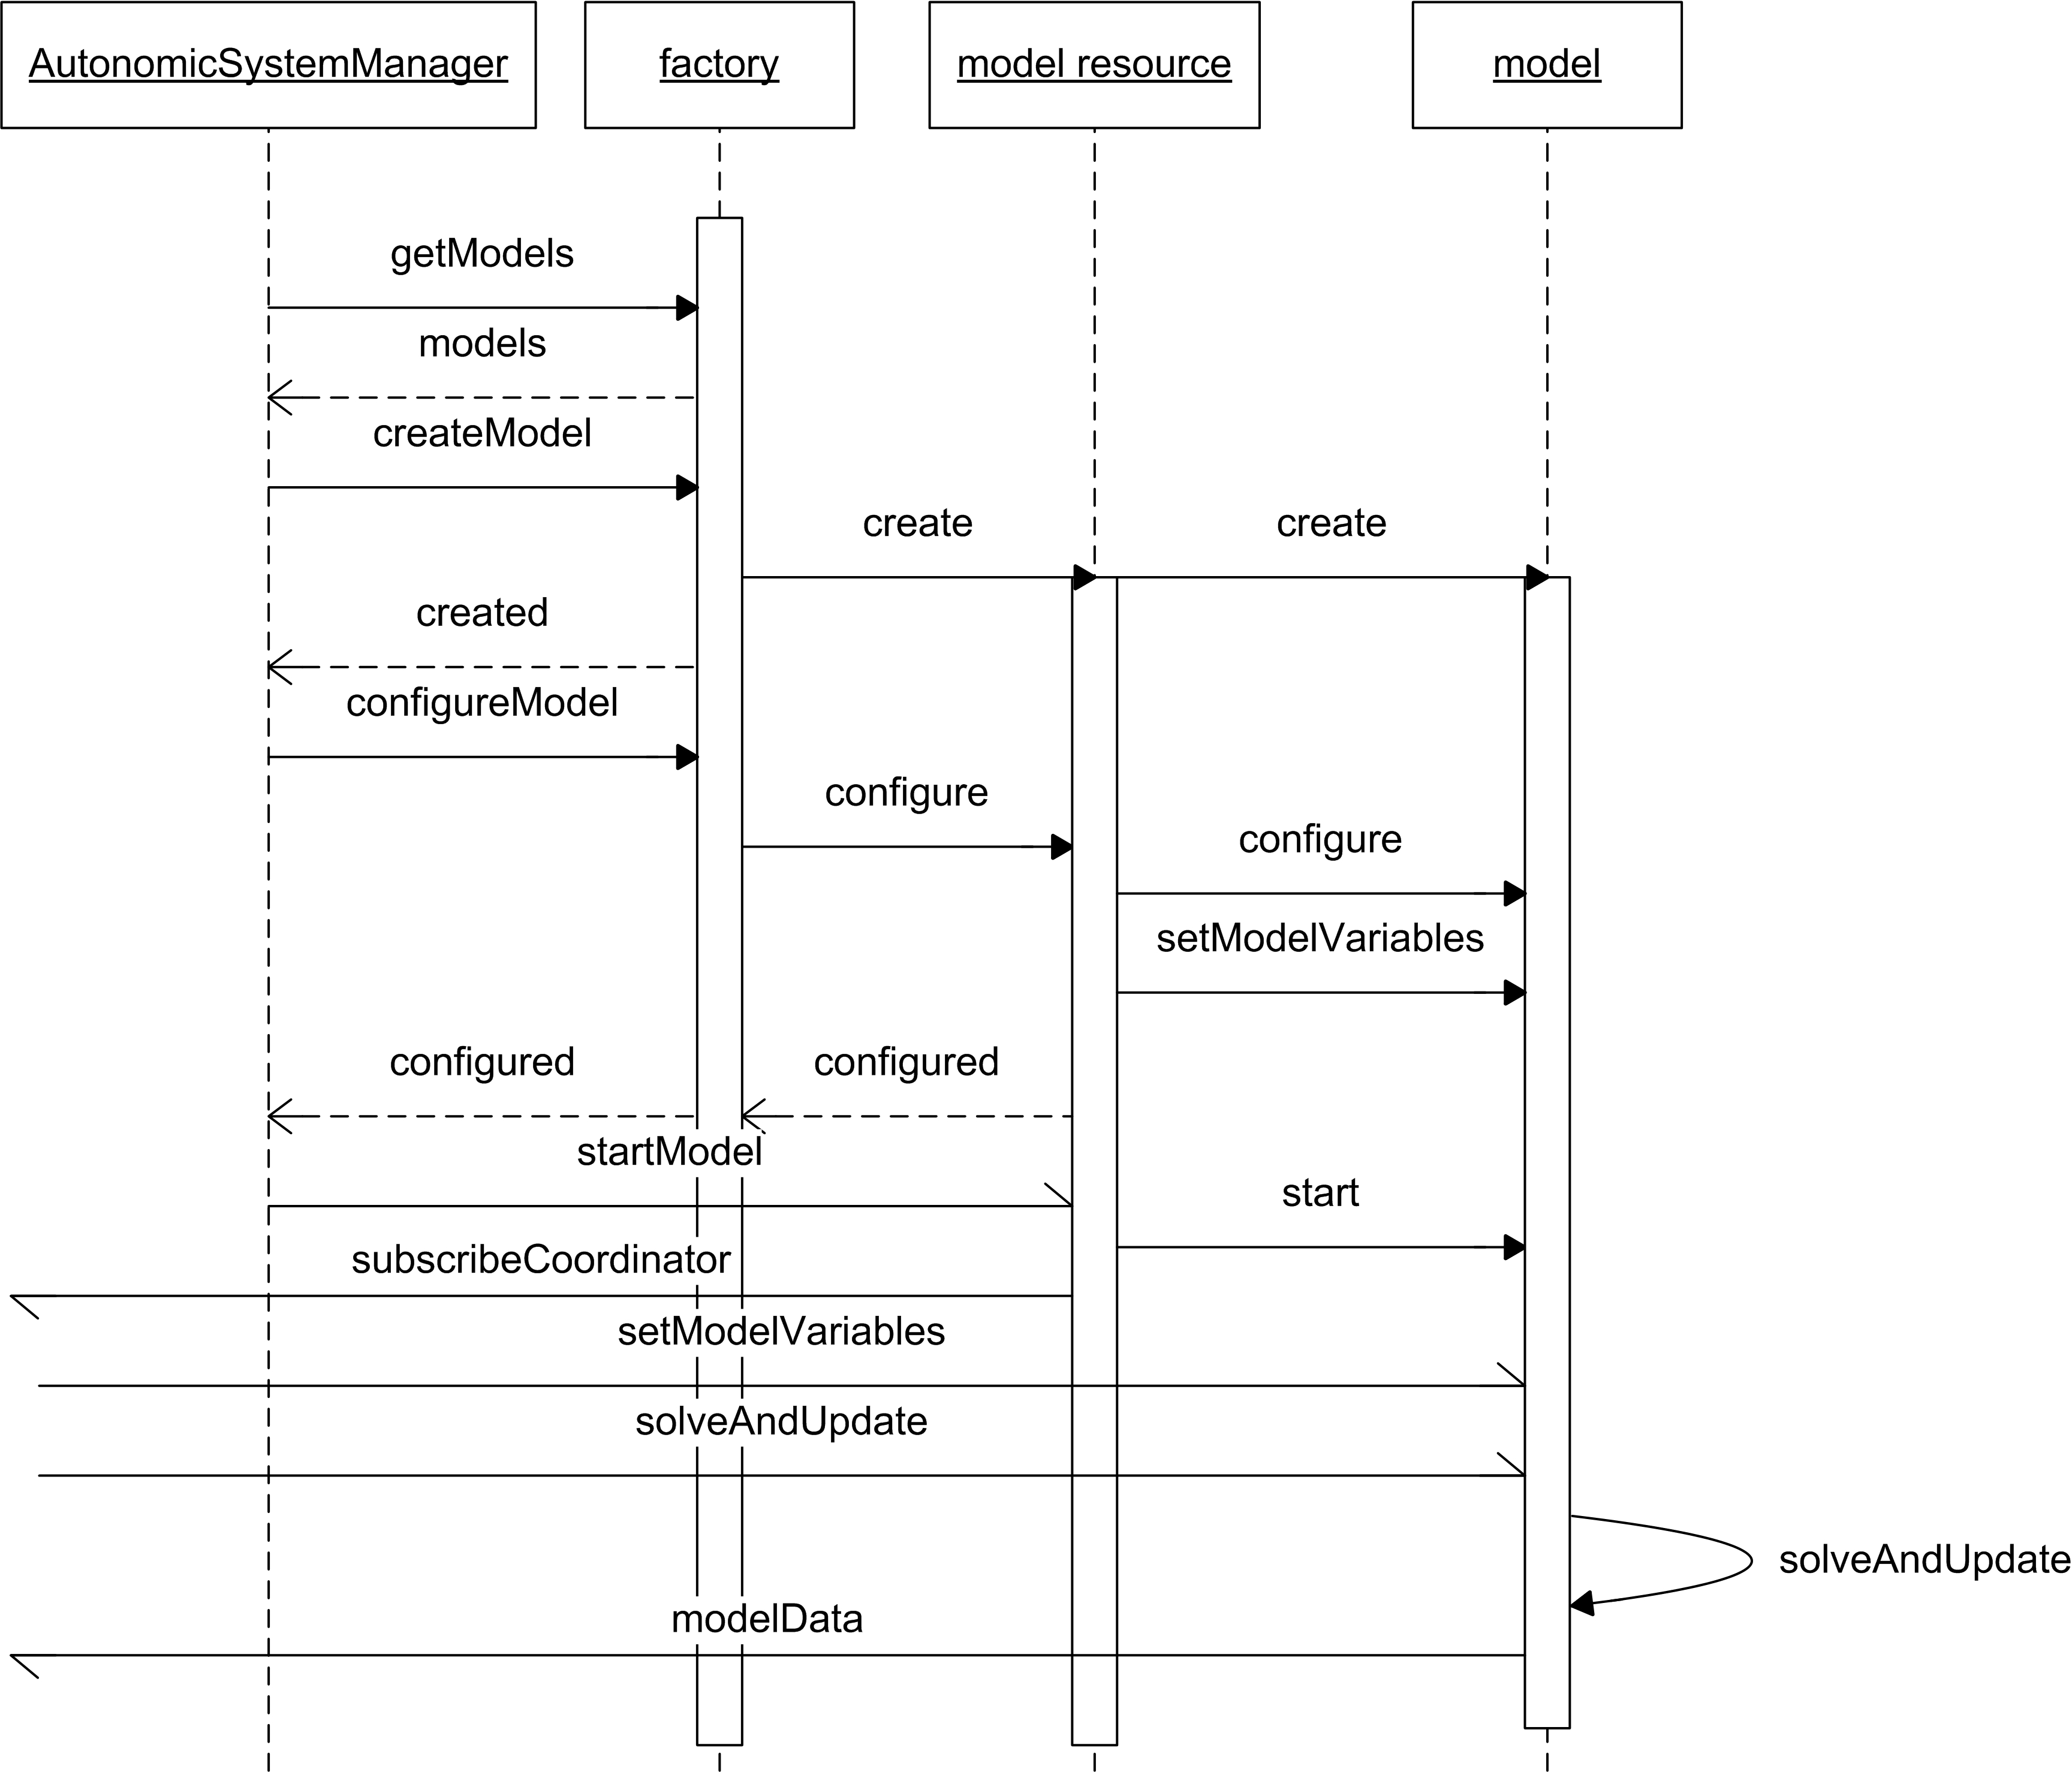 AutonomicSystemManager
factory
model resource
model
getModels
models
createModel
create
create
created
configureModel
configure
configure
setModelVariables
configured
configured
startModel
start
subscribeCoordinator
setModelVariables
solveAndUpdate
solveAndUpdate
modelData